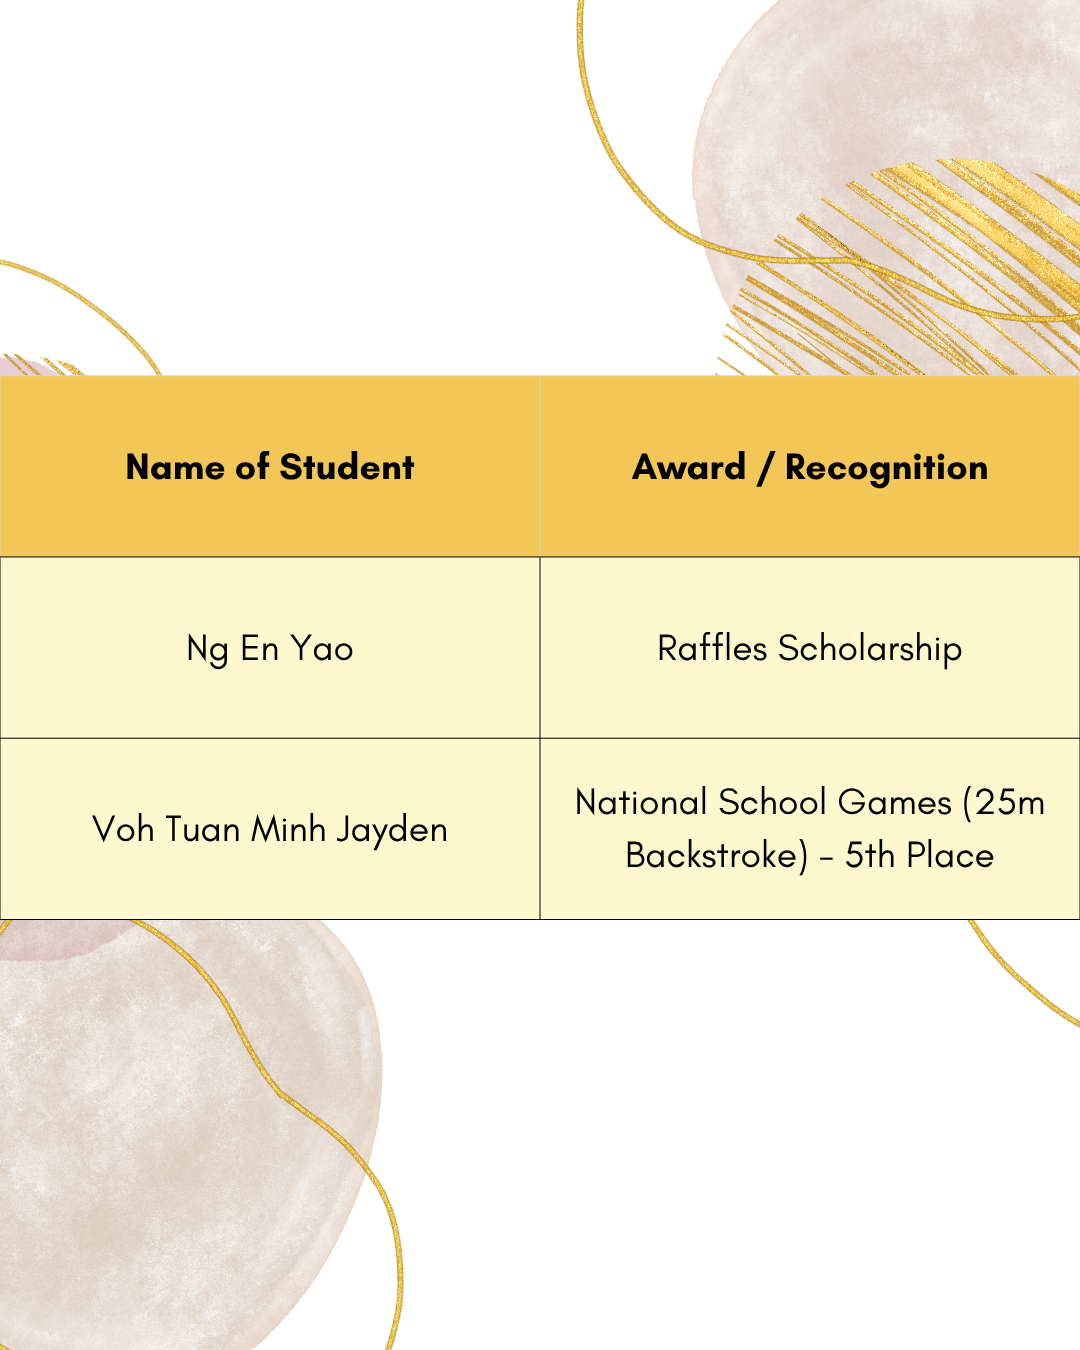 Name of Student
Award / Recognition
Ng En Yao
Raffles Scholarship
Voh Tuan Minh Jayden
National School Games (25m
Backstroke) - 5th Place